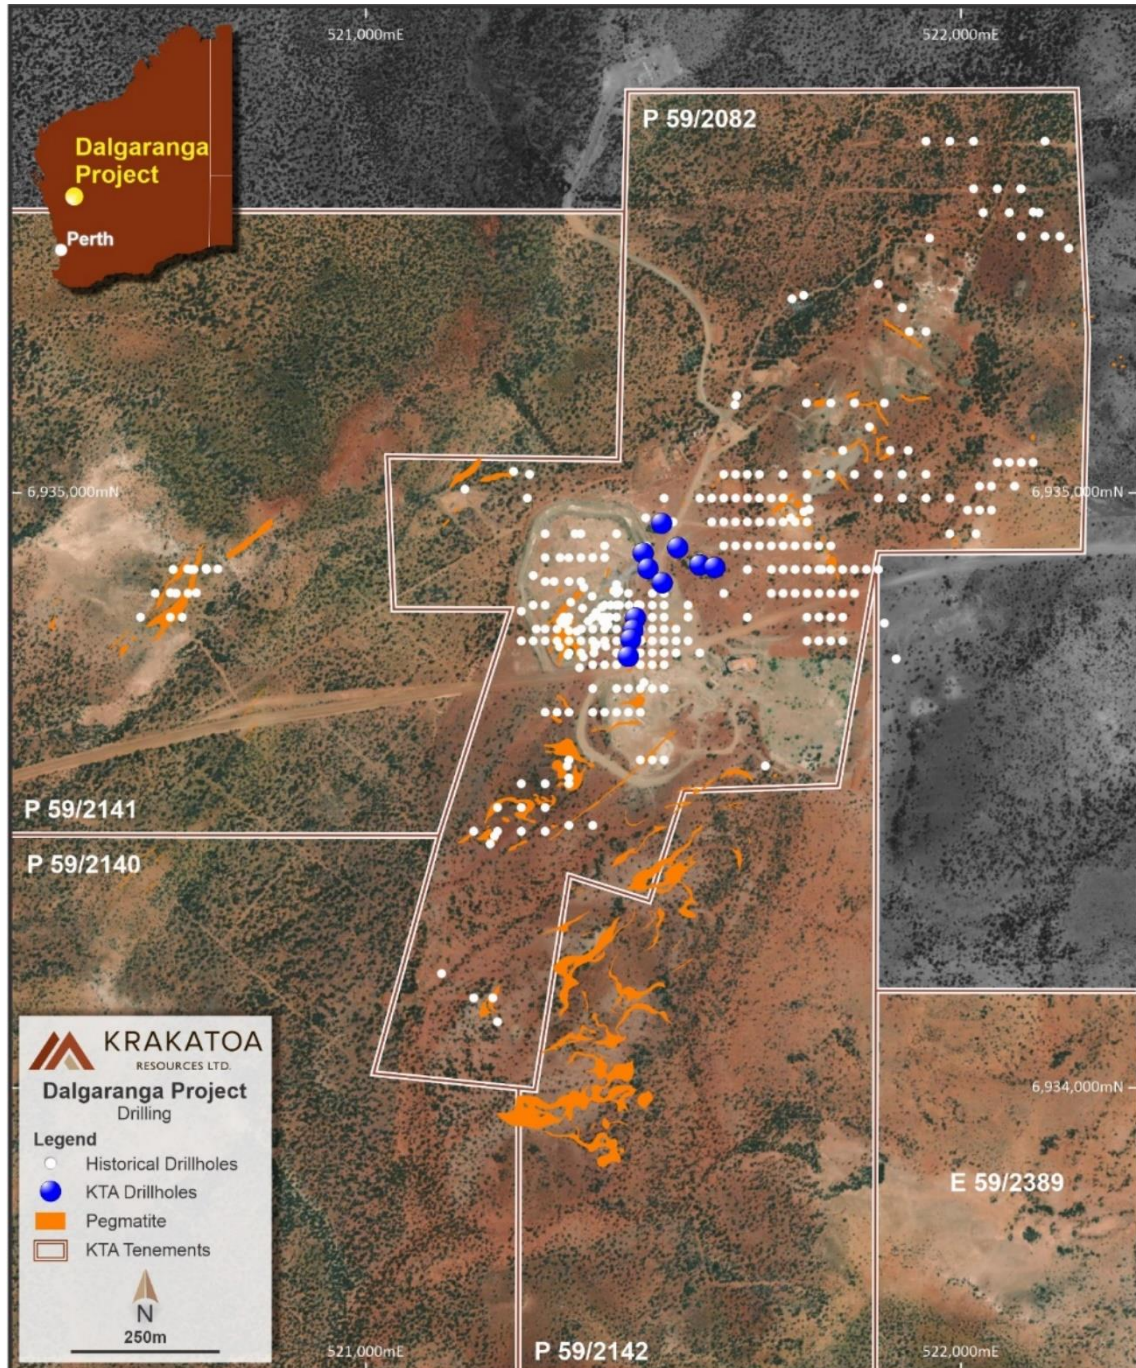 521,000mE
522,000mE
P 59/2082
Dalgaranga
Project
Perth
6,935,000mN
6,935,000mN
P 59/2141
P 59/2140
KRAKATOA
RESOURCES LTD.
Dalgaranga Project
Drilling
Legend
Historical Drillholes
KTA Drillholes
Pegmatite
KTA Tenements
N
250m
6,934,000mN
E 59/2389
521,000mE
P 59/2142
522,000mE